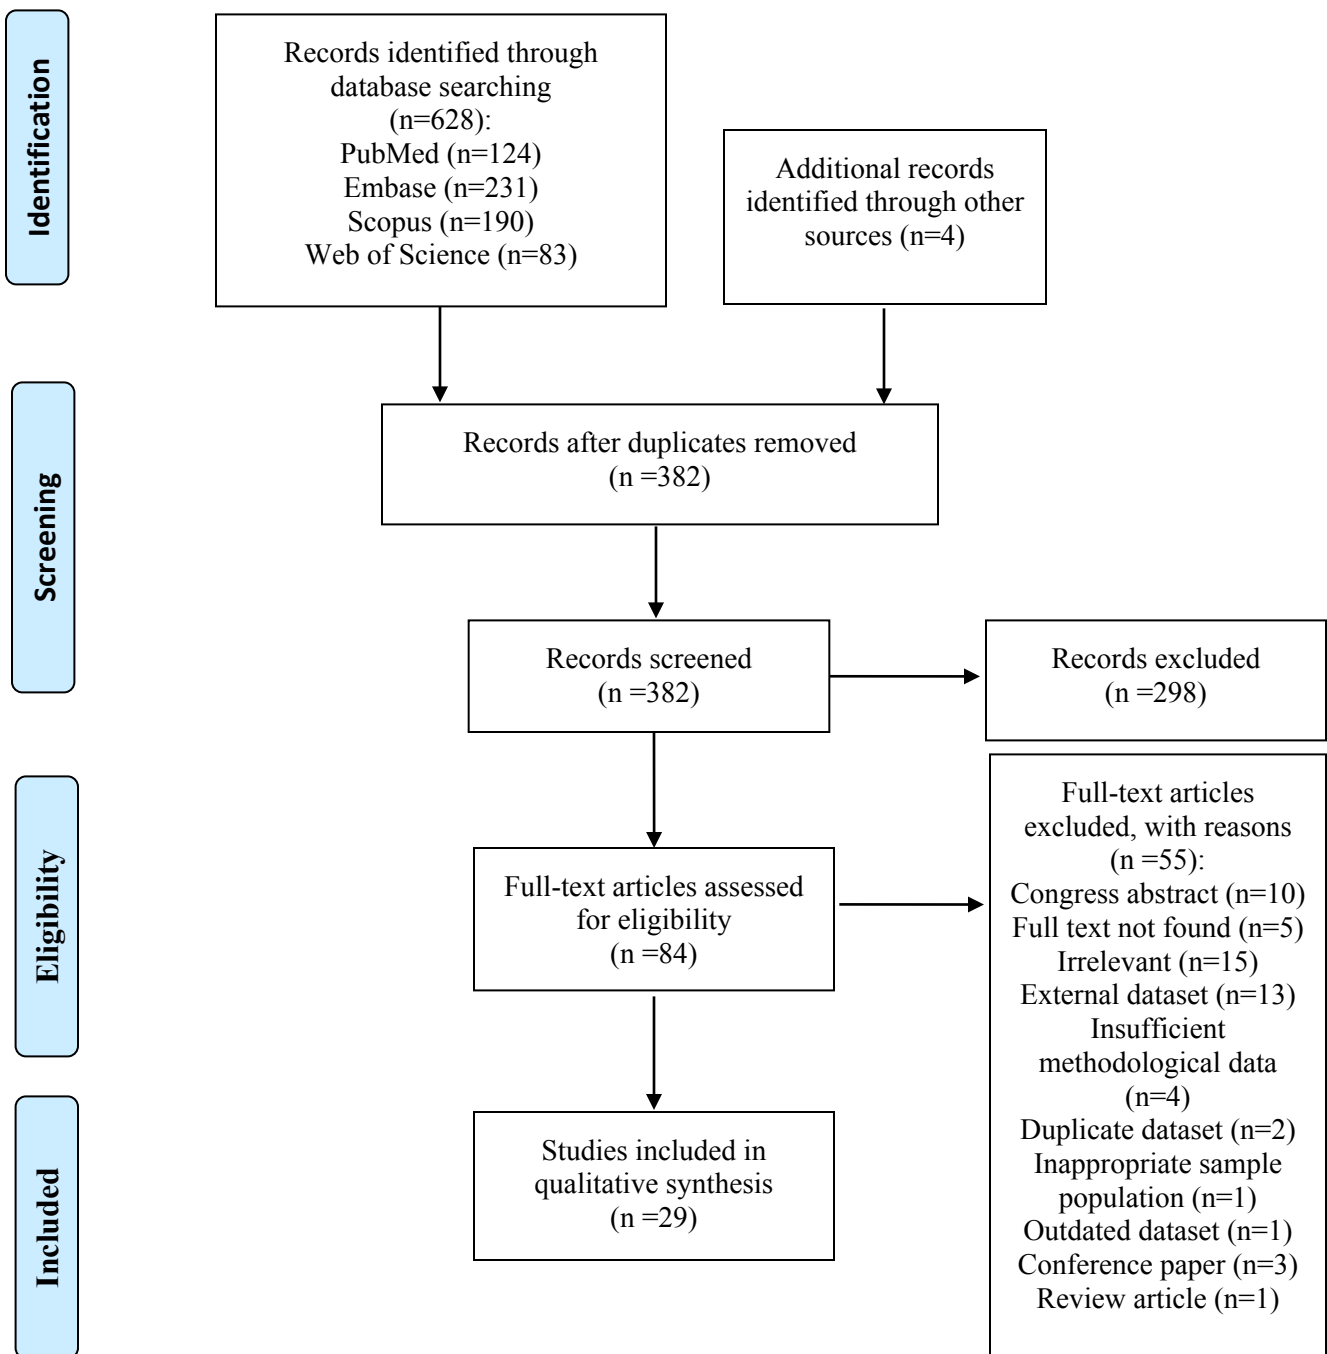 Identification
Records identified through
database searching
(n=628):
PubMed (n=124)
Embase (n=231)
Scopus (n=190)
Web of Science (n=83)
Additional records
identified through other
sources (n=4)
Screening
Records after duplicates removed
(n =382)
Records screened
(n =382)
Records excluded
(n =298)
Eligibility
Full-text articles assessed
for eligibility
(n =84)
Full-text articles
excluded, with reasons
(n =55):
Congress abstract (n=10)
Full text not found (n=5)
Irrelevant (n=15)
External dataset (n=13)
Insufficient
methodological data
(n=4)
Duplicate dataset (n=2)
Inappropriate sample
population (n=1)
Outdated dataset (n=1)
Conference paper (n=3)
Review article (n=1)
Included
Studies included in
qualitative synthesis
(n =29)